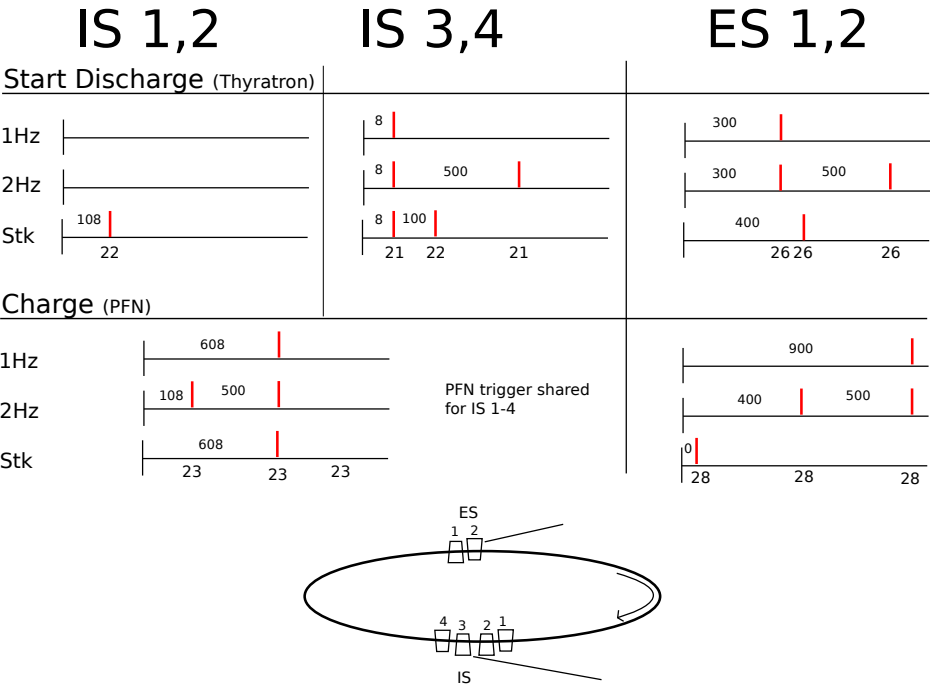 IS 1,2 IS 3,4 ES 1,2
Start Discharge (Thyratron)
1Hz 8 300
2Hz 8 500 300 500
Stk 108 8 100 400
22 21 22 21 26 26 26
Charge (PFN)
1Hz 608 900
2Hz 108 500 400 500
PFN trigger shared
for IS 1-4
Stk 608 0
23 23 23 28 28 28
ES
1 2
4 3 2 1
IS